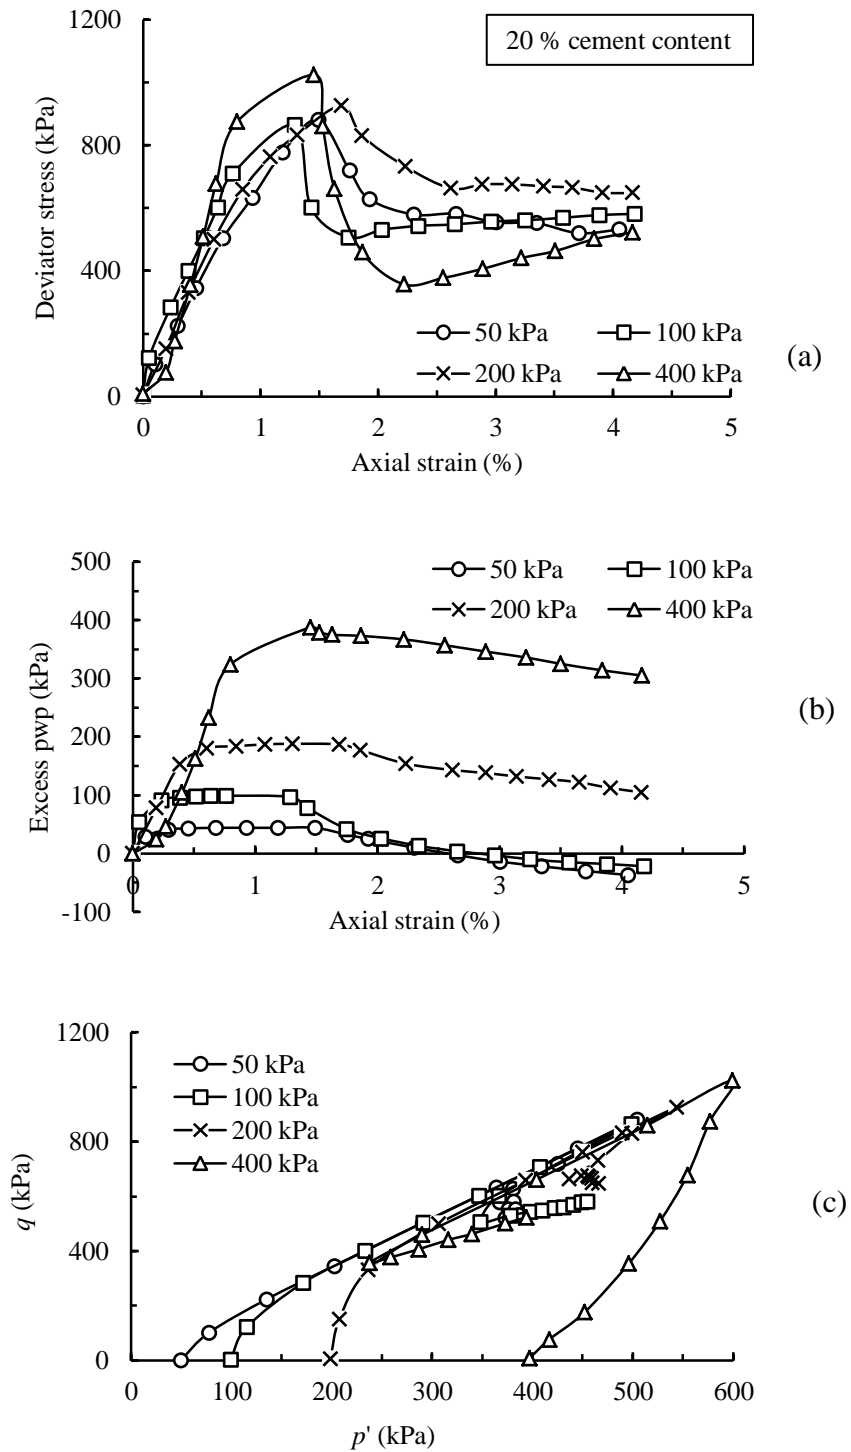 20 % cement content
Deviator stress (kPa)
1200
800
400
0
0 1 2 3 4 5
Axial strain (%)
50 kPa 100 kPa
200 kPa 400 kPa
(a)
Excess pwp (kPa)
500
400
300
200
100
0
-100
0 1 2 3 4 5
Axial strain (%)
50 kPa 100 kPa
200 kPa 400 kPa
(b)
q (kPa)
1200
800
400
0
0 100 200 300 400 500 600
p' (kPa)
50 kPa
100 kPa
200 kPa
400 kPa
(c)